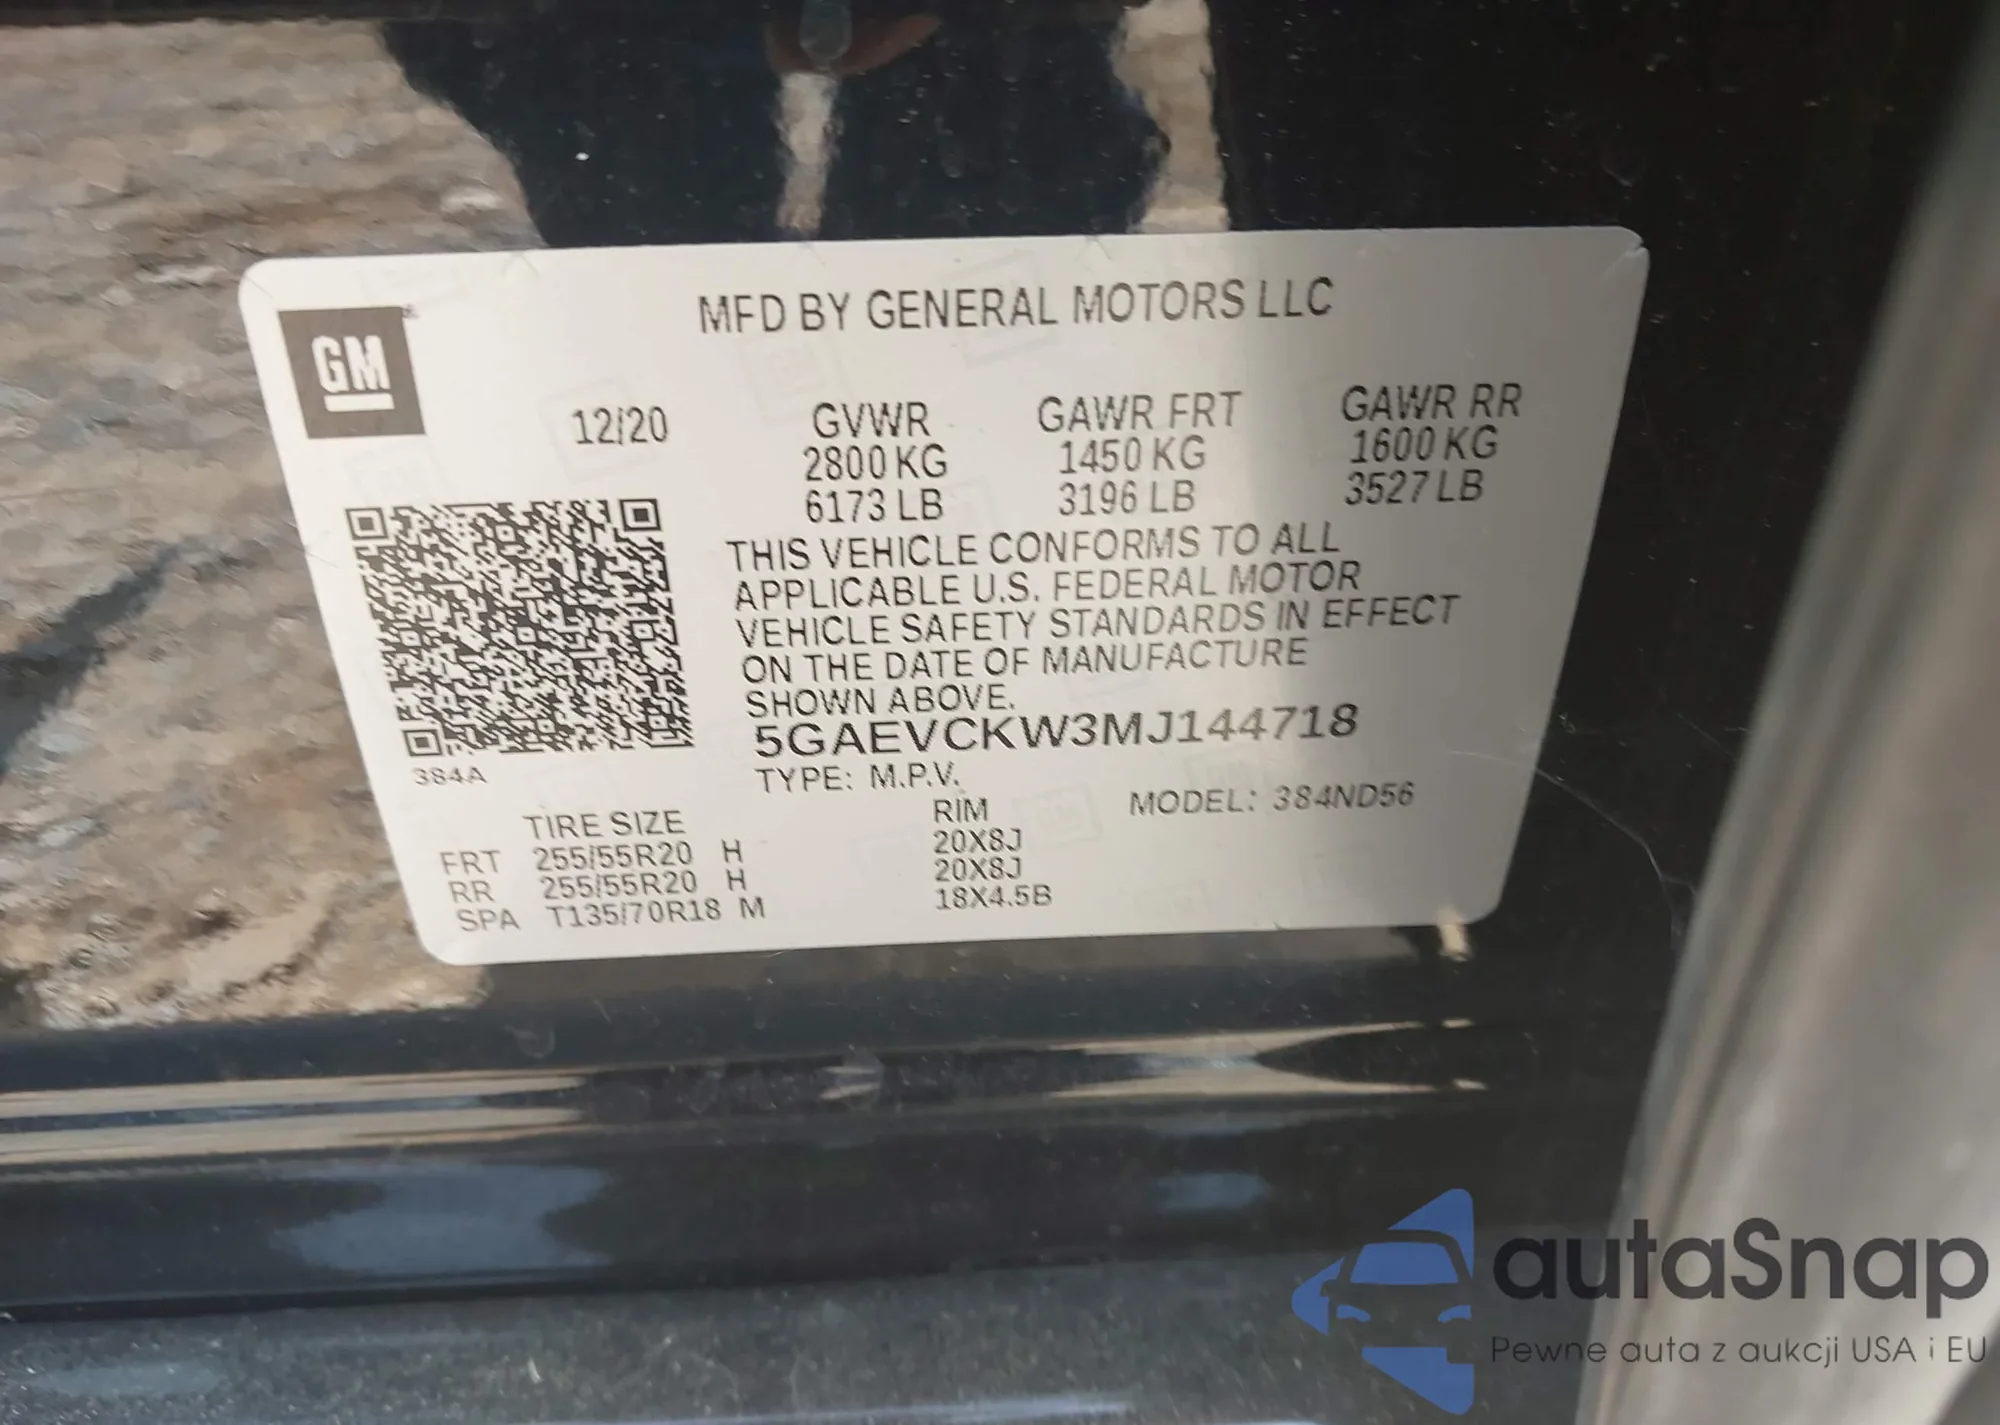 MFD BY GENERAL MOTORS LLC
GM
12/20 GVWR GAWR FRT GAWR RR
2800 KG 1450 KG 1600 KG
6173 LB 3196 LB 3527 LB
THIS VEHICLE CONFORMS TO ALL
APPLICABLE U.S. FEDERAL MOTOR
VEHICLE SAFETY STANDARDS IN EFFECT
ON THE DATE OF MANUFACTURE
SHOWN ABOVE.
5GAEVCKW3MJ144718
384A
TYPE: M.P.V.
MODEL: 384ND56
TIRE SIZE RIM
FRT 255/55R20 H 20X8J
RR 255/55R20 H 20X8J
SPA T135/70R18 M 18X4.5B
autaSnap
Pewne auta z aukcji USA i EU